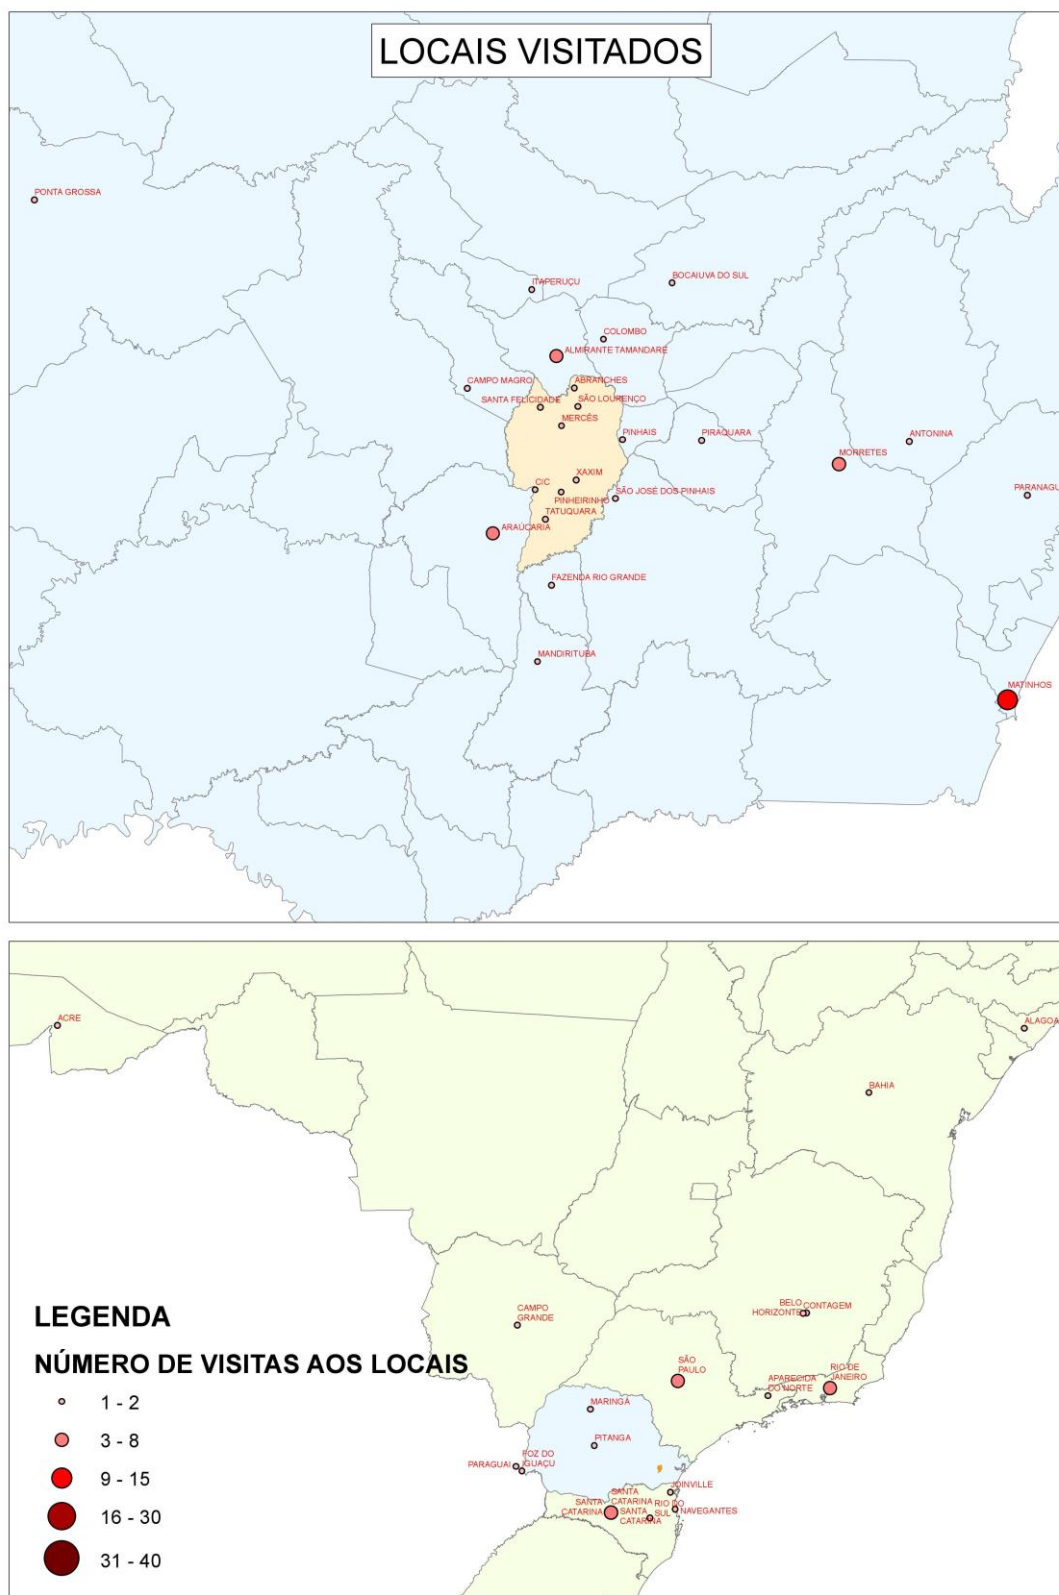 LOCAIS VISITADOS
PONTA GROSSA
ITAPERUÇU
BOCAIUVA DO SUL
COLOMBO
ALMIRANTE TAMANDARÉ
CAMPO MAGRO
ABRANCHES
SANTA FELICIDADE
SÃO LOURENÇO
MERCÊS
PINHAIS
PIRAQUARA
ANTONINA
MORRETES
XAXIM
CIC
PINHEIRINHO
SÃO JOSÉ DOS PINHAIS
PARANAGU
TATUQUARA
ARAUCARIA
FAZENDA RIO GRANDE
MANDIRITUBA
MATINHOS
ACRE
ALAGOA
BAHIA
CAMPO
GRANDE
BELO
HORIZONTE
CONTAGEM
SÃO
PAULO
APARECIDA
DO NORTE
RIO DE
JANEIRO
MARINGÁ
PITANGA
FOZ DO
IGUAÇU
PARAGUAI
JOINVILLE
SANTA
CATARINA
SANTA
CATARINA
SANTA
CATARINA
RIO DO
SUL
NAVEGANTES
LEGENDA
NÚMERO DE VISITAS AOS LOCAIS
1 - 2
3 - 8
9 - 15
16 - 30
31 - 40